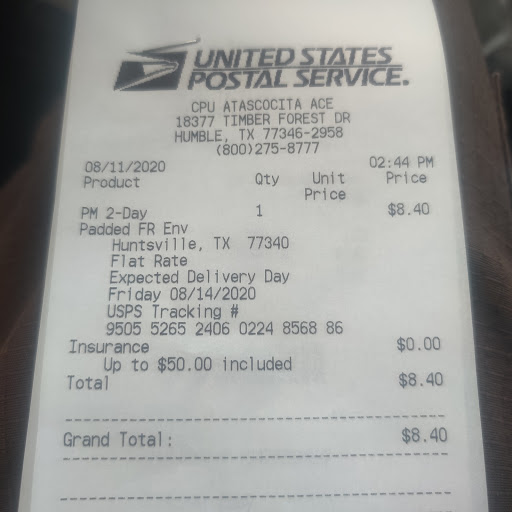 UNITED STATES
POSTAL SERVICE.
CPU ATASCOCITA ACE
18377 TIMBER FOREST DR
HUMBLE, TX 77346-2958
(800)275-8777
08/11/2020 02:44 PM
Product Qty Unit Price
Price
PM 2-Day 1 $8.40
Padded FR Env
Huntsville, TX 77340
Flat Rate
Expected Delivery Day
Friday 08/14/2020
USPS Tracking #
9505 5265 2406 0224 8568 86
Insurance $0.00
Up to $50.00 included
Total $8.40
Grand Total: $8.40